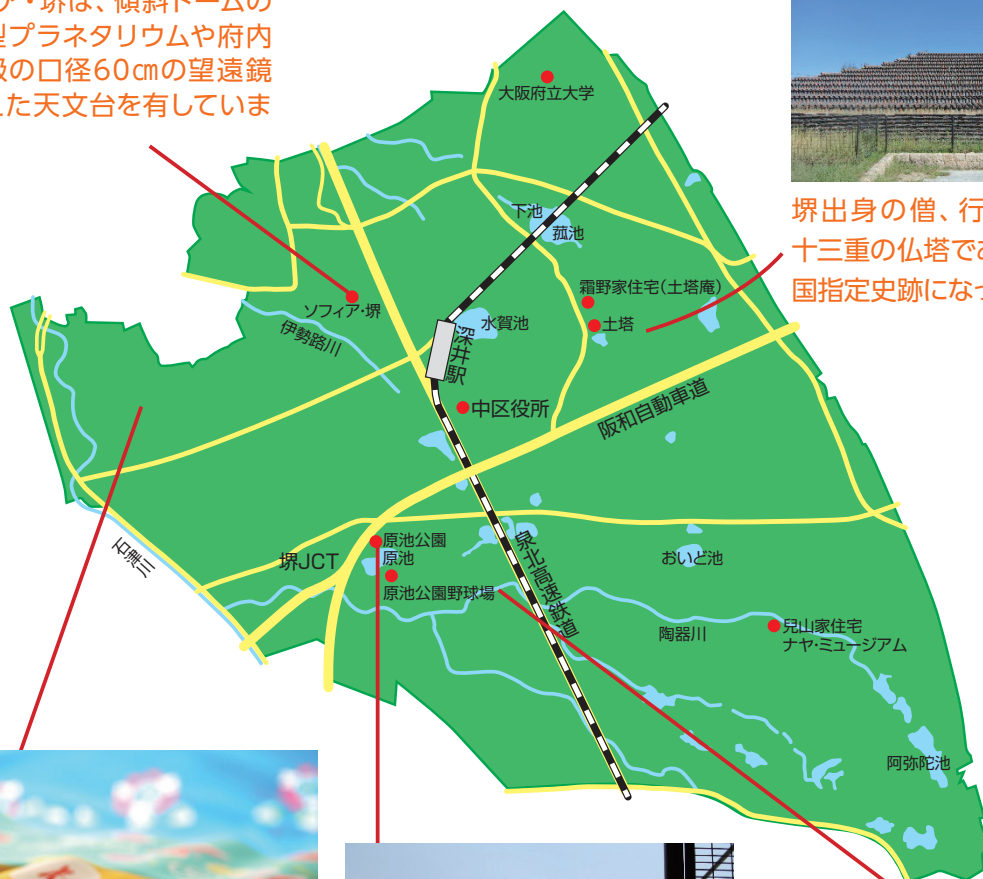 ア・堺は、傾斜ドームの
型プラネタリウムや府内
級の口径60㎝の望遠鏡
えた天文台を有していま
堺出身の僧、行
十三重の仏塔であ
国指定史跡になっ
大阪府立大学
下池
菰池
霜野家住宅(土塔庵)
土塔
ソフィア・堺
伊勢路川
水賀池
深井駅
中区役所
阪和自動車道
石津川
堺JCT
原池公園
原池
原池公園野球場
泉北高速鉄道
おいど池
陶器川
兒山家住宅
ナヤ・ミュージアム
阿弥陀池